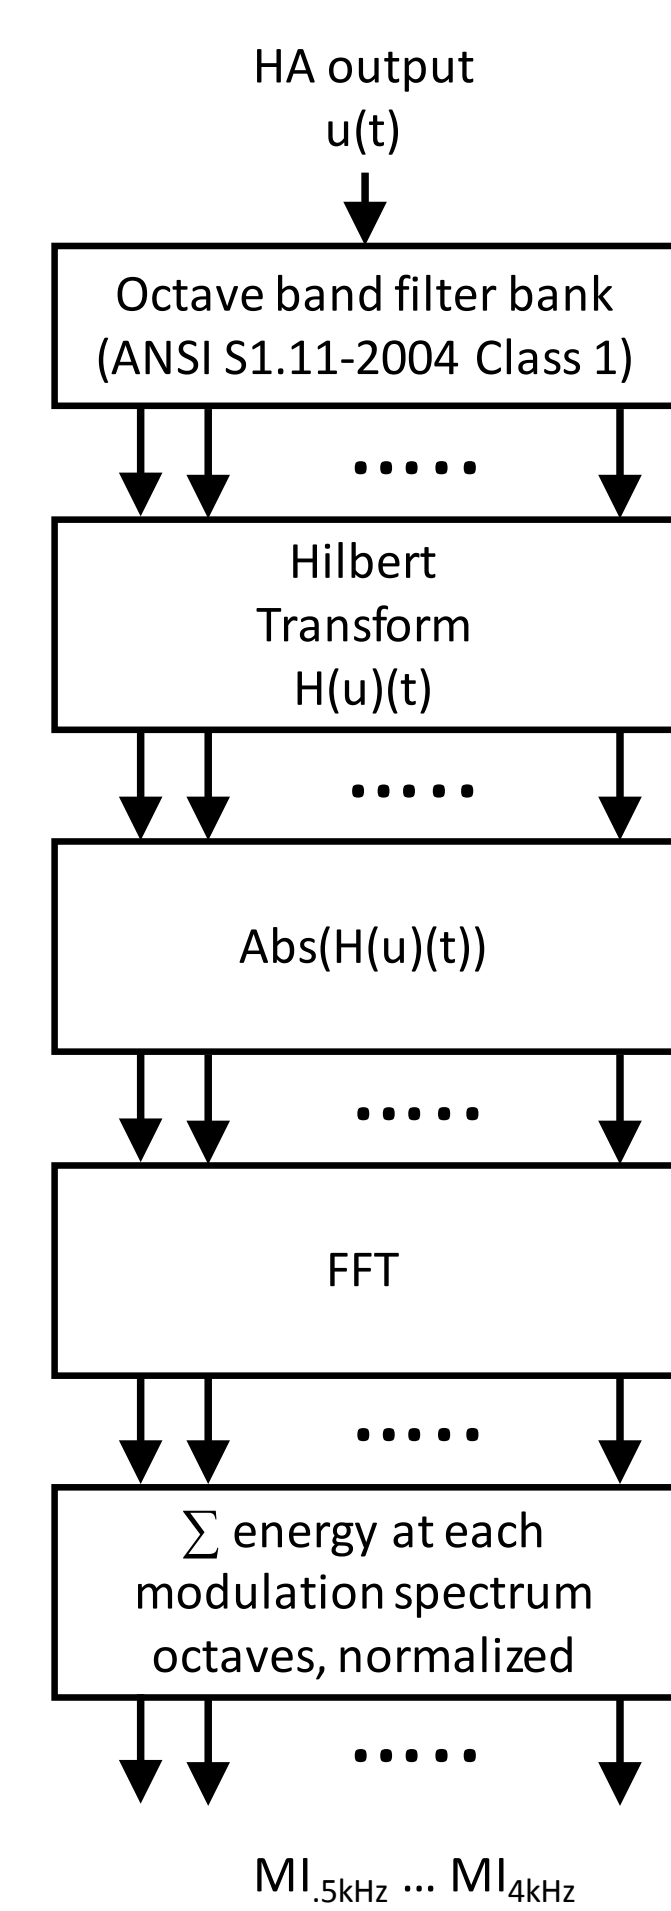 HA output
u(t)
Octave band filter bank
(ANSI S1.11-2004 Class 1)
.....
Hilbert
Transform
H(u)(t)
.....
Abs(H(u)(t))
.....
FFT
.....
∑ energy at each
modulation spectrum
octaves, normalized
.....
MI.5kHz ... MI4kHz